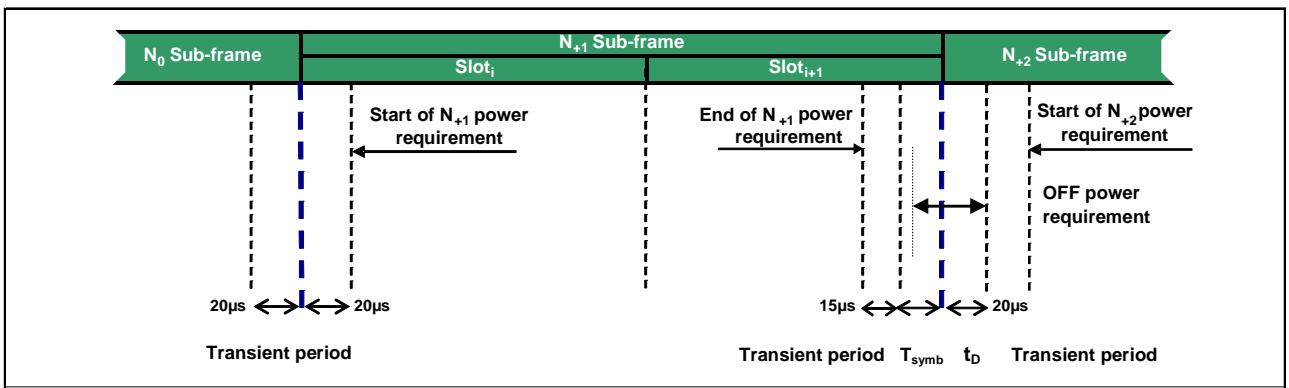 N0 Sub-frame
N+1 Sub-frame
N+2 Sub-frame
Sloti
Sloti+1
Start of N+1 power
requirement
End of N+1 power
requirement
Start of N+2 power
requirement
OFF power
requirement
20µs
20µs
15µs
20µs
Transient period
Transient period
Tsymb
tD
Transient period